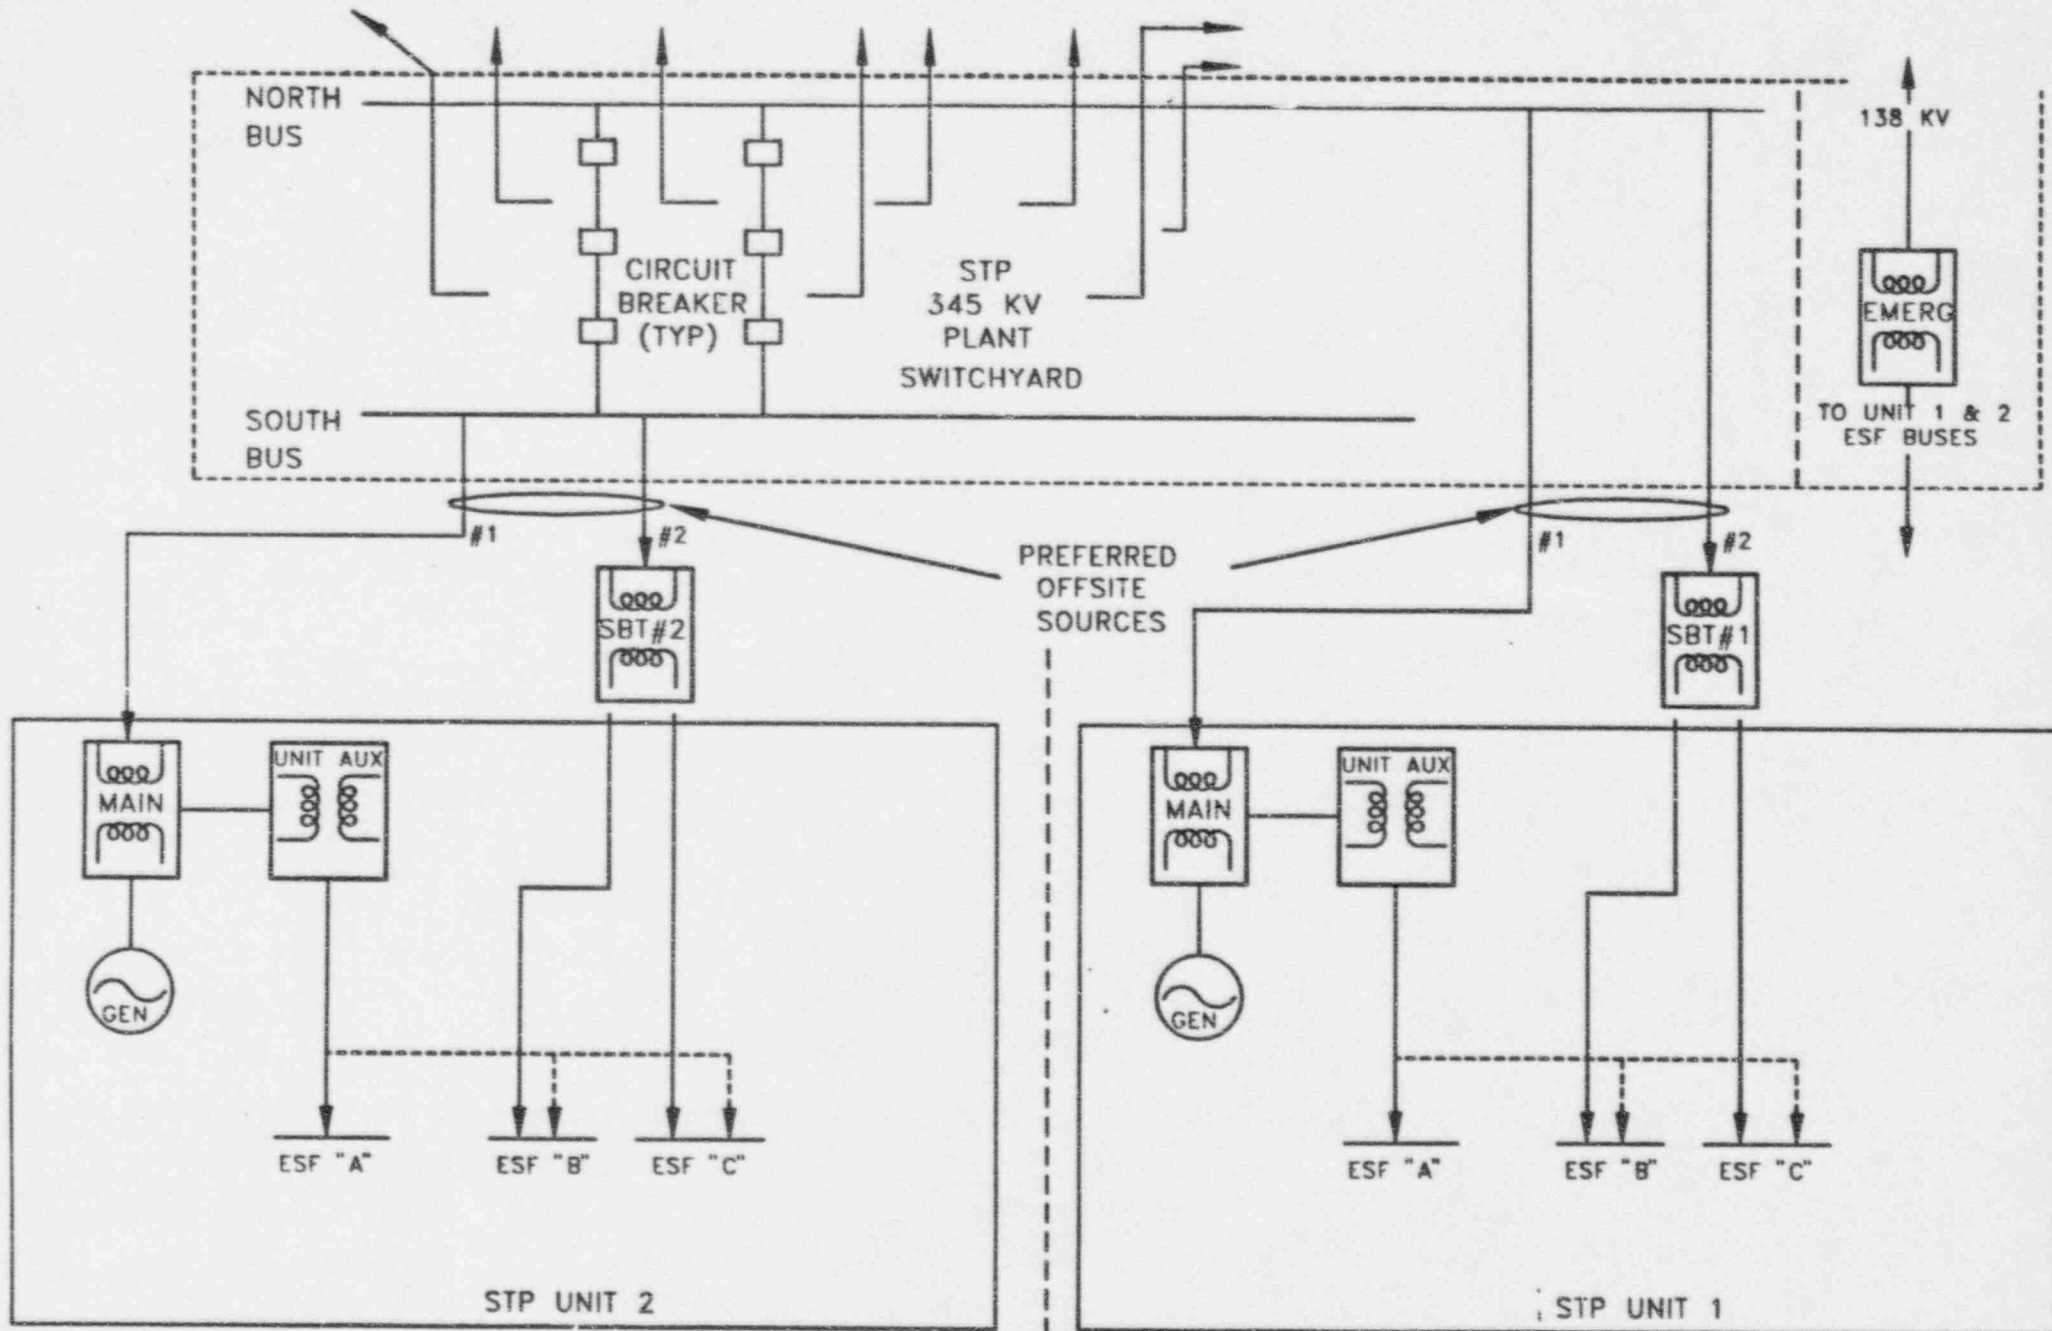 NORTH
BUS
138 KV
CIRCUIT
BREAKER
(TYP)
STP
345 KV
PLANT
SWITCHYARD
EMERG
SOUTH
BUS
TO UNIT 1 & 2
ESF BUSES
#1
#2
PREFERRED
OFFSITE
SOURCES
#1
#2
SBT#2
SBT#1
UNIT AUX
MAIN
GEN
UNIT AUX
MAIN
GEN
ESF "A"
ESF "B"
ESF "C"
ESF "A"
ESF "B"
ESF "C"
STP UNIT 2
STP UNIT 1